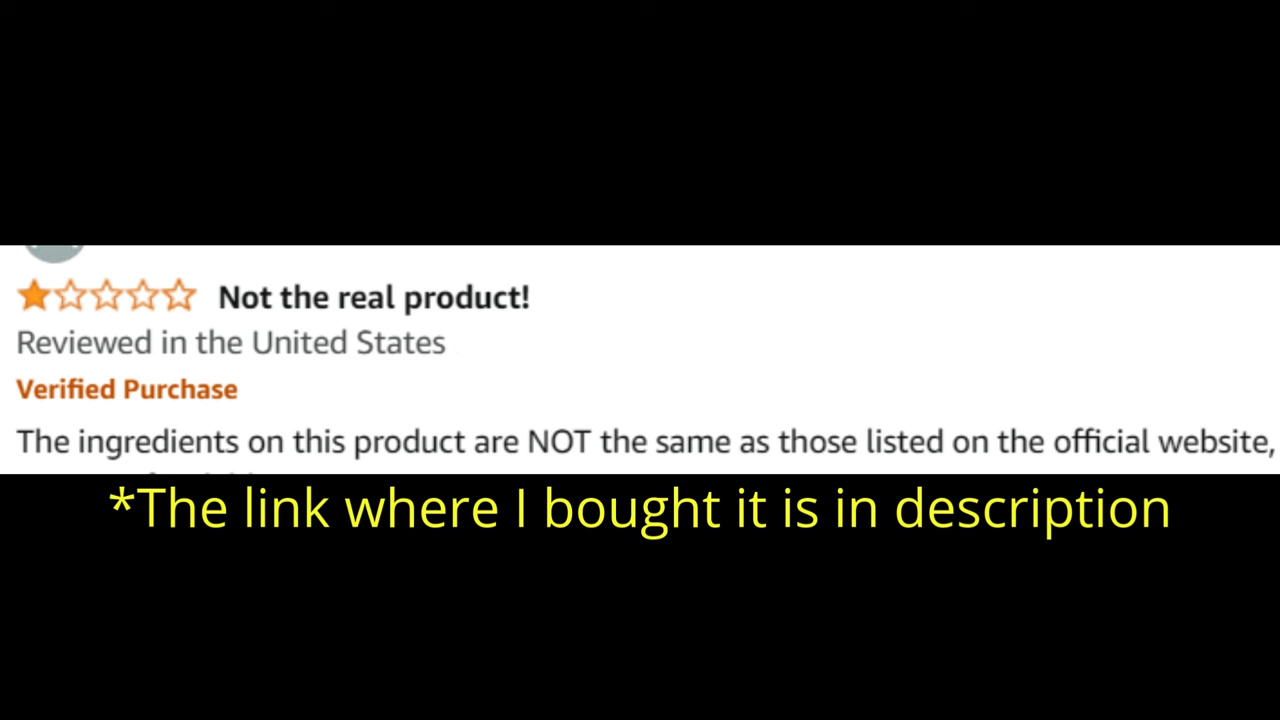 Not the real product!
Reviewed in the United States
Verified Purchase
The ingredients on this product are NOT the same as those listed on the official website,
*The link where I bought it is in description